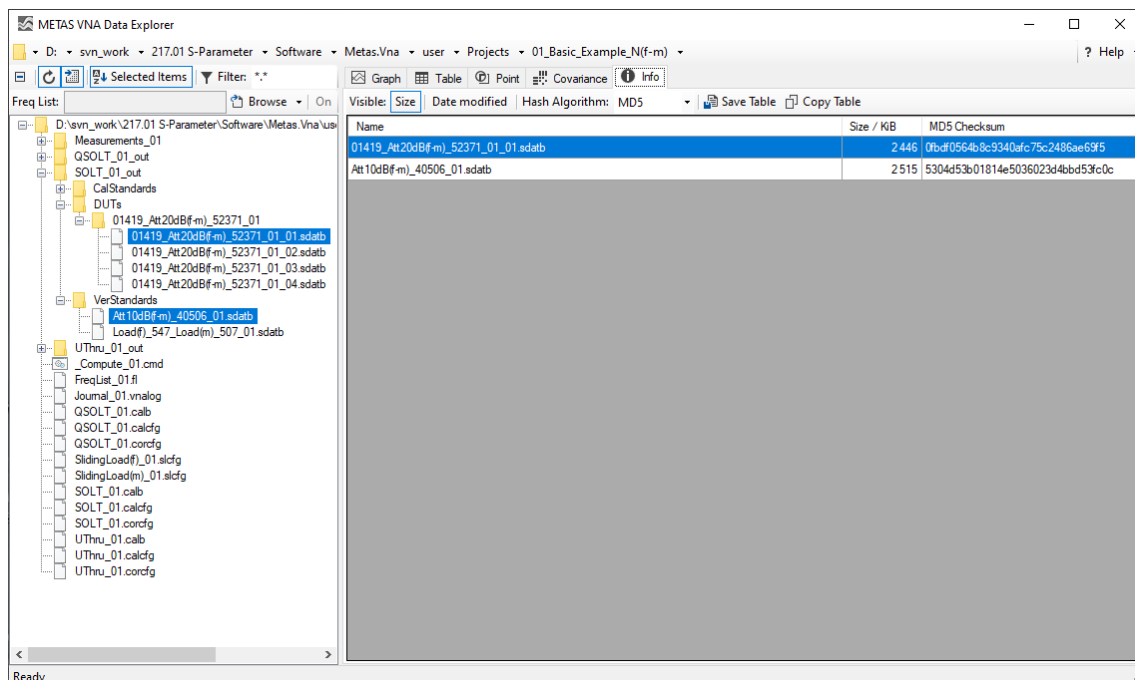 METAS VNA Data Explorer
D: svn_work 217.01 S-Parameter Software Metas.Vna user Projects 01_Basic_Example_N(f-m) ? Help
Selected Items Filter: *.* Graph Table Point Covariance Info
Freq List: Browse On Visible: Size Date modified Hash Algorithm: MD5 Save Table Copy Table
D:\svn_work\217.01 S-Parameter\Software\Metas.Vna\us
Measurements_01
QSOLT_01_out
SOLT_01_out
CalStandards
DUTs
01419_Att20dB(f-m)_52371_01
01419_Att20dB(f-m)_52371_01_01.sdatb
01419_Att20dB(f-m)_52371_01_02.sdatb
01419_Att20dB(f-m)_52371_01_03.sdatb
01419_Att20dB(f-m)_52371_01_04.sdatb
VerStandards
Att10dB(f-m)_40506_01.sdatb
Load(f)_547_Load(m)_507_01.sdatb
UThru_01_out
_Compute_01.cmd
FreqList_01.fl
Journal_01.vnalog
QSOLT_01.calb
QSOLT_01.calcfg
QSOLT_01.corcfg
SlidingLoad(f)_01.slcfg
SlidingLoad(m)_01.slcfg
SOLT_01.calb
SOLT_01.calcfg
SOLT_01.corcfg
UThru_01.calb
UThru_01.calcfg
UThru_01.corcfg
Name Size / KiB MD5 Checksum
01419_Att20dB(f-m)_52371_01_01.sdatb 2 446 0fbdf0564b8c9340afc75c2486ae69f5
Att10dB(f-m)_40506_01.sdatb 2 515 5304d53b01814e5036023d4bbd53fc0c
Ready